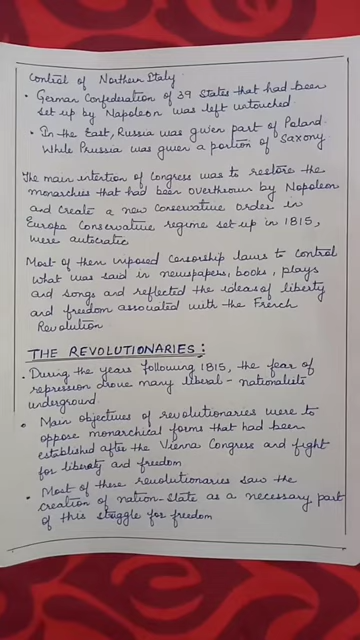 control of Northern Italy
• German Confederation of 39 States that had been
set up by Napoleon was left untouched
• In the East, Russia was given part of Poland
While Prussia was given a portion of Saxony
The main intention of Congress was to restore the
monarchies that had been overthrown by Napoleon
and create a new conservative order in
Europe Conservative regime set up in 1815,
were autocratic
Most of them imposed censorship laws to control
what was said in newspapers, books, plays
and songs and reflected the ideas of liberty
and freedom associated with the French
Revolution
THE REVOLUTIONARIES:
• During the years following 1815, the fear of
repression drove many liberal-nationalists
underground
• Main objectives of revolutionaries were to
oppose monarchical forms that had been
established after the Vienna Congress and fight
for liberty and freedom
• Most of these revolutionaries saw the
creation of nation-state as a necessary part
of this struggle for freedom